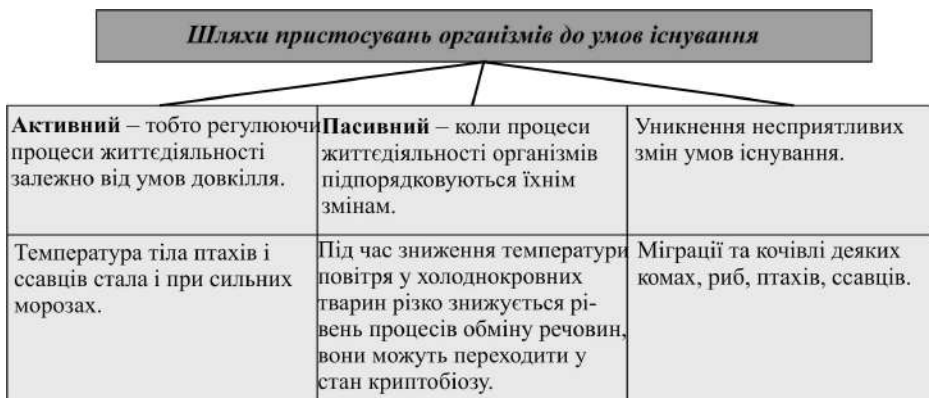 Шляхи пристосувань організмів до умов існування
Активний – тобто регулюючи
процеси життєдіяльності
залежно від умов довкілля.
Пасивний – коли процеси
життєдіяльності організмів
підпорядковуються їхнім
змінам.
Уникнення несприятливих
змін умов існування.
Температура тіла птахів і
ссавців стала і при сильних
морозах.
Під час зниження температури
повітря у холоднокровних
тварин різко знижується рі-
вень процесів обміну речовин,
вони можуть переходити у
стан криптобіозу.
Міграції та кочівлі деяких
комах, риб, птахів, ссавців.